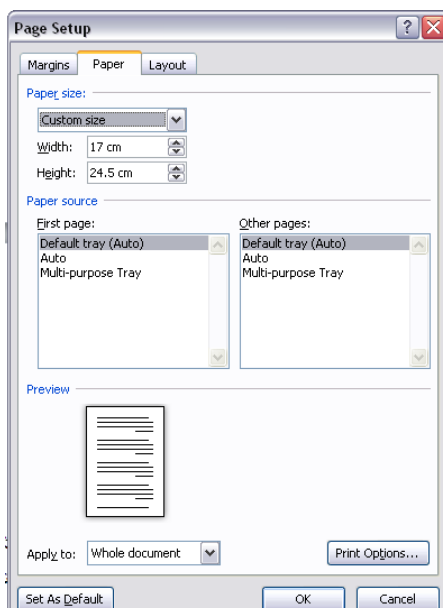 Page Setup
Margins Paper Layout
Paper size:
Custom size
Width: 17 cm
Height: 24.5 cm
Paper source
First page: Other pages:
Default tray (Auto) Default tray (Auto)
Auto Auto
Multi-purpose Tray Multi-purpose Tray
Preview
Apply to: Whole document Print Options...
Set As Default OK Cancel